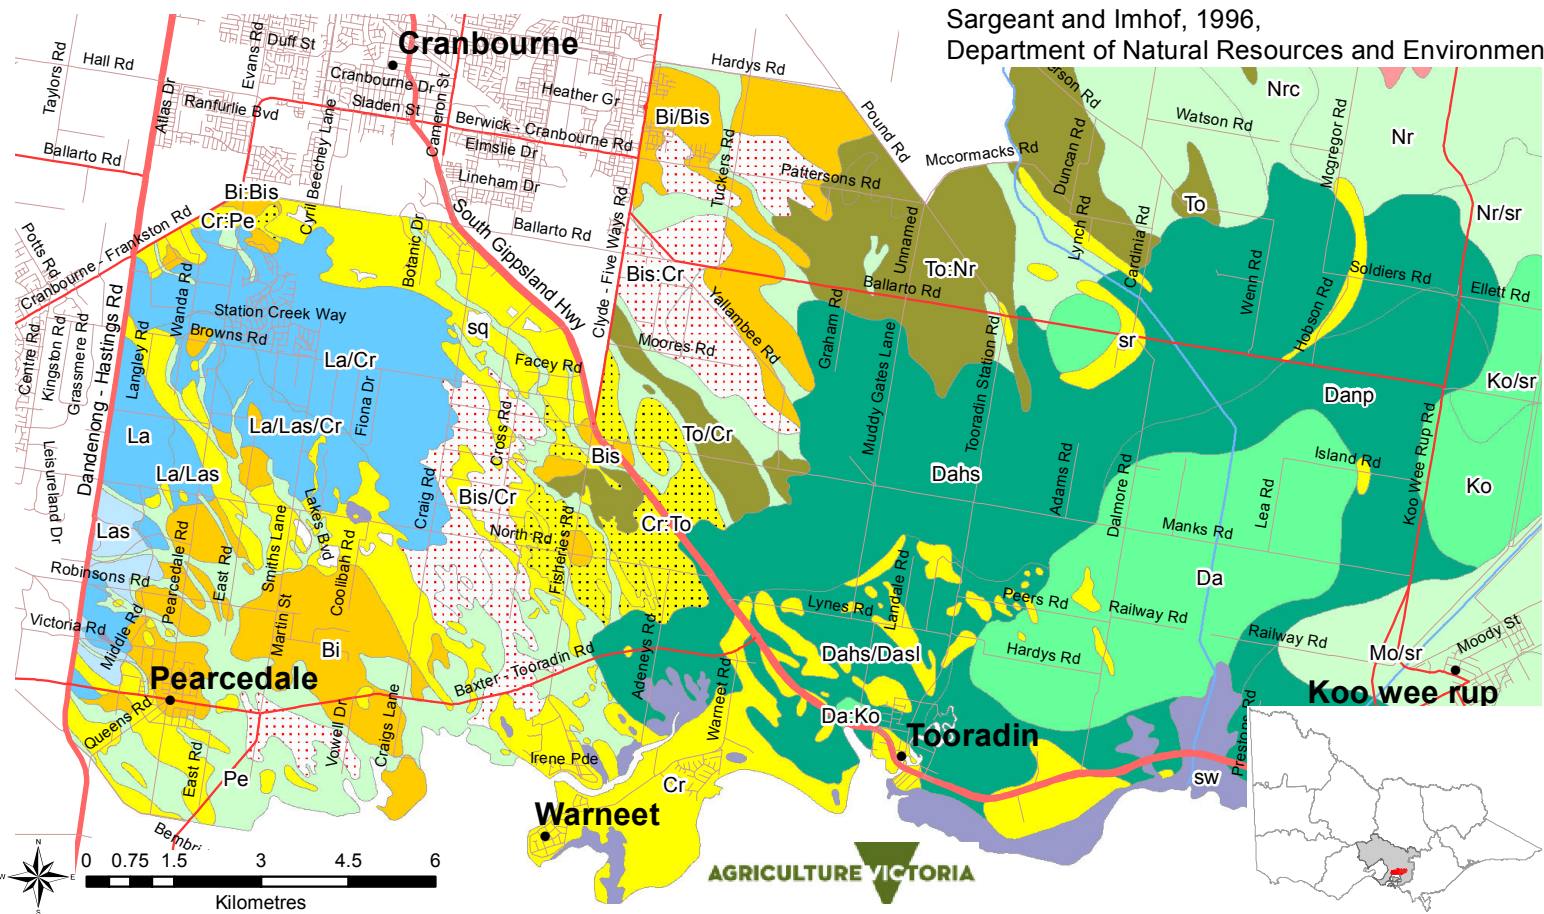 Sargeant and Imhof, 1996,
Department of Natural Resources and Environmen
Cranbourne
Taylors Rd
Hall Rd
Evans Rd
Duff St
Atlas Dr
Ranfurlie Bvd
Cranbourne Dr
Sladen St
Cameron St
Heather Gr
Hardys Rd
Berwick - Cranbourne Rd
Elmslie Dr
Lineham Dr
Ballarto Rd
Ballarto Rd
Cyril Beechey Lane
Bi/Bis
Tuckers Rd
Pattersons Rd
Pound Rd
Mccormacks Rd
erson Rd
Duncan Rd
Watson Rd
Nrc
Mcgregor Rd
Nr
Bi:Bis
Cr:Pe
Cranbourne - Frankston Rd
Potts Rd
Botanic Dr
South Gippsland Hwy
Clyde - Five Ways Rd
Bis:Cr
Yallambee Rd
Unnamed
To:Nr
Ballarto Rd
Lynch Rd
Cardinia Rd
To
Wenn Rd
Hobson Rd
Soldiers Rd
Nr/sr
Ellett Rd
Centre Rd
Kingston Rd
Grassmere Rd
Dandenong - Hastings Rd
Langley Rd
Wanda Rd
Station Creek Way
Browns Rd
La/Cr
Fiona Dr
sq
Facey Rd
Moores Rd
Graham Rd
Muddy Gates Lane
Tooradin Station Rd
sr
Danp
Ko/sr
Koo Wee Rup Rd
Leisureland Dr
La
La/Las/Cr
La/Las
Las
Lakes Bvd
Craig Rd
Cross Rd
Bis/Cr
Bis
To/Cr
Dahs
Adams Rd
Dalmore Rd
Lea Rd
Island Rd
Ko
Manks Rd
Robinsons Rd
Victoria Rd
Middle Rd
Pearcedale Rd
East Rd
Smiths Lane
Martin St
Coolibah Rd
North Rd
Fisheries Rd
Cr:To
Da
Bi
Pearcedale
Queens Rd
East Rd
Pe
Vowell Dr
Craigs Lane
Baxter - Tooradin Rd
Adeneys Rd
Warneet Rd
Lynes Rd
Landale Rd
Peers Rd
Railway Rd
Railway Rd
Hardys Rd
Dahs/Dasl
Mo/sr
Moody St
Koo wee rup
Da:Ko
Tooradin
Irene Pde
Cr
Warneet
sw
Prestons Rd
N
W
E
S
0 0.75 1.5 3 4.5 6
Kilometres
AGRICULTURE VICTORIA